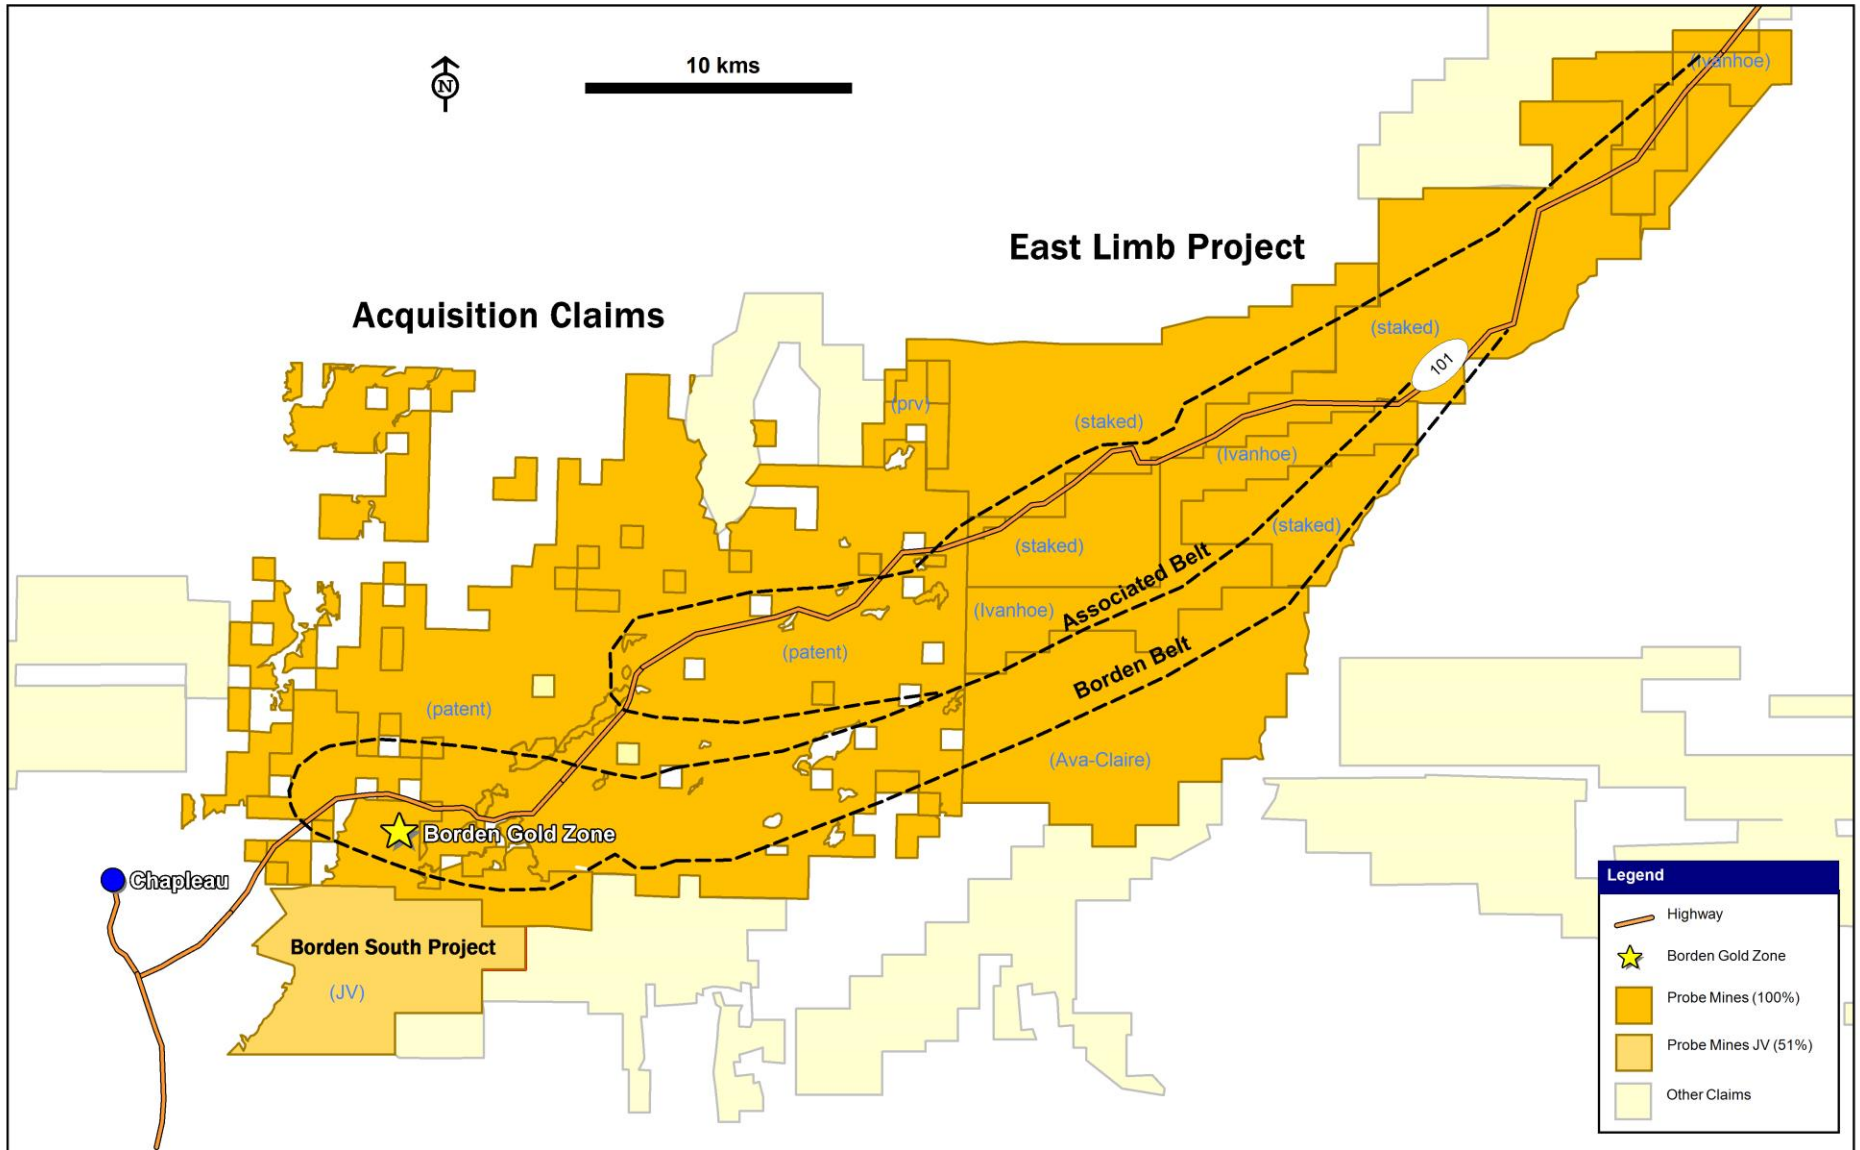 N
10 kms
(Ivanhoe)
East Limb Project
Acquisition Claims
(staked)
101
(prv)
(staked)
(Ivanhoe)
(staked)
(staked)
Associated Belt
(Ivanhoe)
(patent)
Borden Belt
(patent)
(Ava-Claire)
Borden Gold Zone
Chapleau
Borden South Project
(JV)
Legend
Highway
Borden Gold Zone
Probe Mines (100%)
Probe Mines JV (51%)
Other Claims